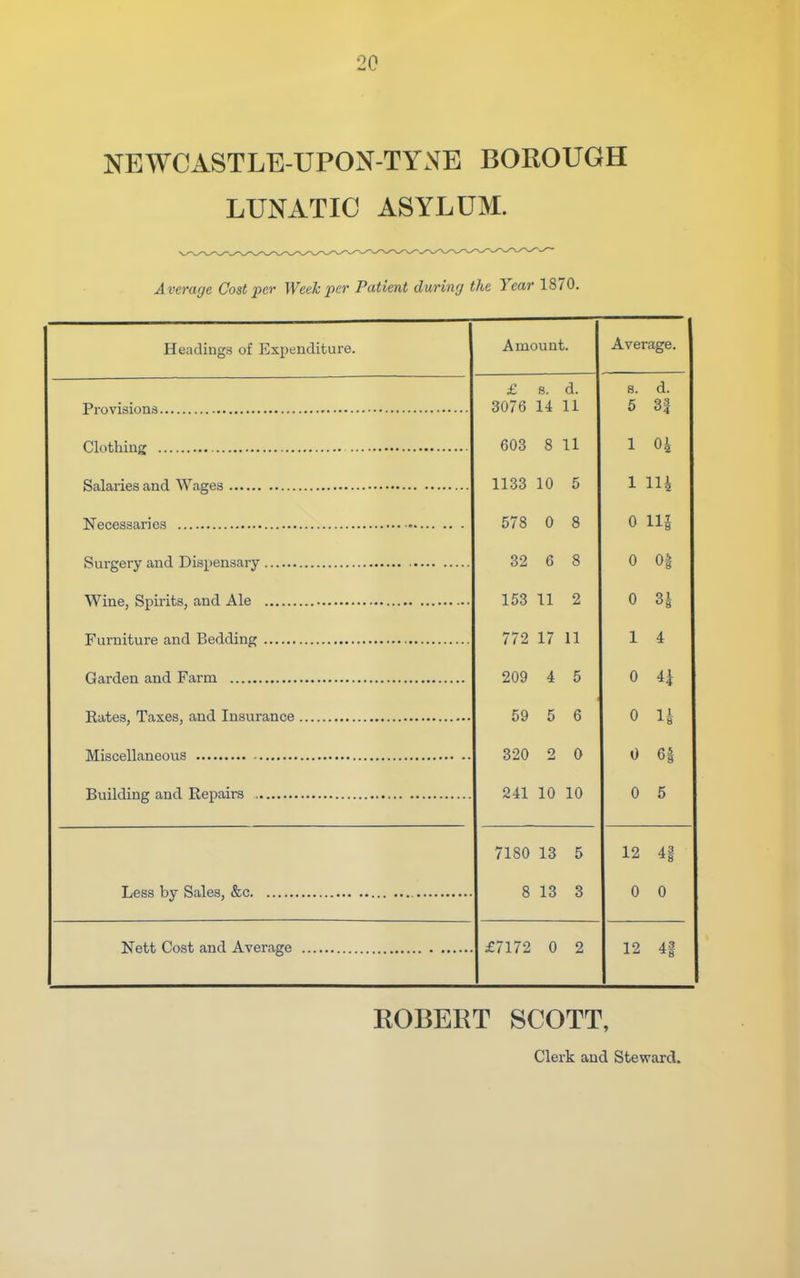 20
NEWCASTLE-UPON-TYNE BOROUGH
LUNATIC ASYLUM.
Average Cost per Week per Patient during the Year 1870.
Headings of Expenditure. Amount. Average.
£ s. d. s. d.
Provisions 3076 14 11 5 3¾
Clothing 603 8 11 1 0½
Salaries and Wages 1133 10 5 1 11½
Necessaries 578 0 8 0 11⅞
Surgery and Dispensary 32 6 8 0 0⅝
Wine, Spirits, and Ale 153 11 2 0 3⅛
Furniture and Bedding 772 17 11 1 4
Garden and Farm 209 4 5 0 4¼
Rates, Taxes, and Insurance 59 5 6 0 1⅛
Miscellaneous 320 2 0 0 6⅝
Building and Repairs 241 10 10 0 5
7180 13 5 12 4⅜
Less by Sales, &c. 8 13 3 0 0
Nett Cost and Average £7172 0 2 12 4⅜
ROBERT SCOTT,
Clerk and Steward.